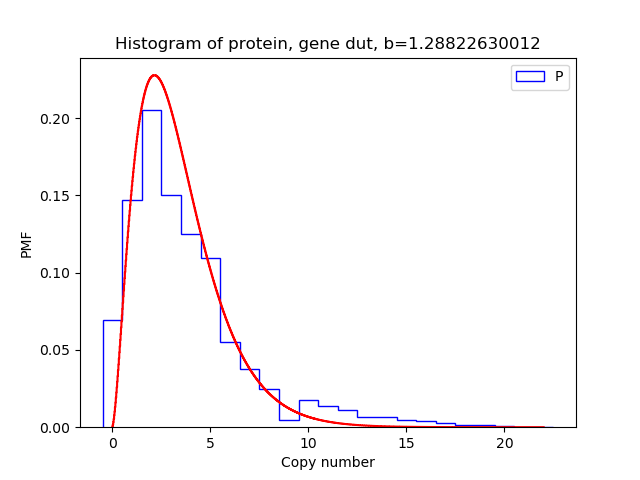 Histogram of protein, gene dut, b=1.28822630012
P
0.20
0.15
0.10
0.05
0.00
PMF
0 5 10 15 20
Copy number